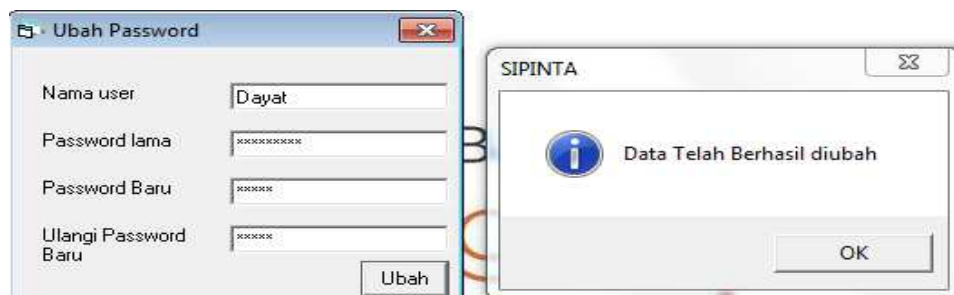 Ubah Password
Nama user
Dayat
Password lama
*********
Password Baru
*****
Ulangi Password
Baru
*****
Ubah
B
SIPINTA
Data Telah Berhasil diubah
OK